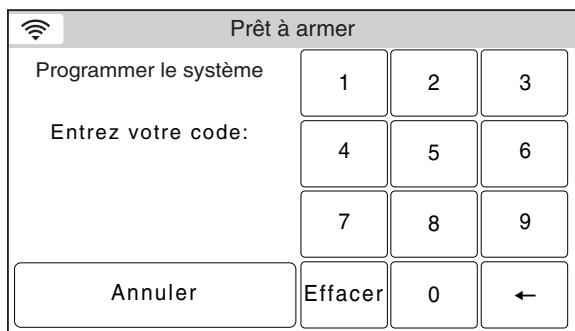 Prêt à armer
Programmer le système
Entrez votre code:
1 2 3
4 5 6
7 8 9
Annuler Effacer 0 ←